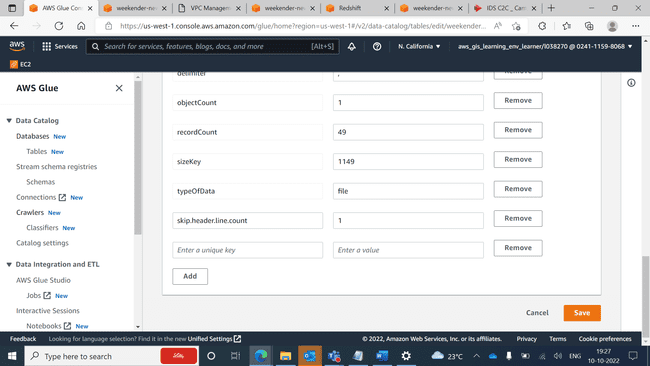 AWS Glue Con
weekender-ne
VPC Managem
weekender-ne
Redshift
weekender-ne
IDS C2C _ Cam
https://us-west-1.console.aws.amazon.com/glue/home?region=us-west-1#/v2/data-catalog/tables/edit/weekender...
aws
Services
Search for services, features, blogs, docs, and more
[Alt+S]
N. California
aws_gis_learning_env_learner/l038270 @ 0241-1159-8068
EC2
AWS Glue
Data Catalog
Databases New
Tables New
Stream schema registries
Schemas
Connections New
Crawlers New
Classifiers New
Catalog settings
Data Integration and ETL
AWS Glue Studio
Jobs New
Interactive Sessions
Notebooks New
delimiter , Remove
objectCount 1 Remove
recordCount 49 Remove
sizeKey 1149 Remove
typeOfData file Remove
skip.header.line.count 1 Remove
Enter a unique key Enter a value Remove
Add
Cancel Save
Feedback Looking for language selection? Find it in the new Unified Settings © 2022, Amazon Web Services, Inc. or its affiliates. Privacy Terms Cookie preferences
Type here to search
23°C
ENG
19:27
10-10-2022